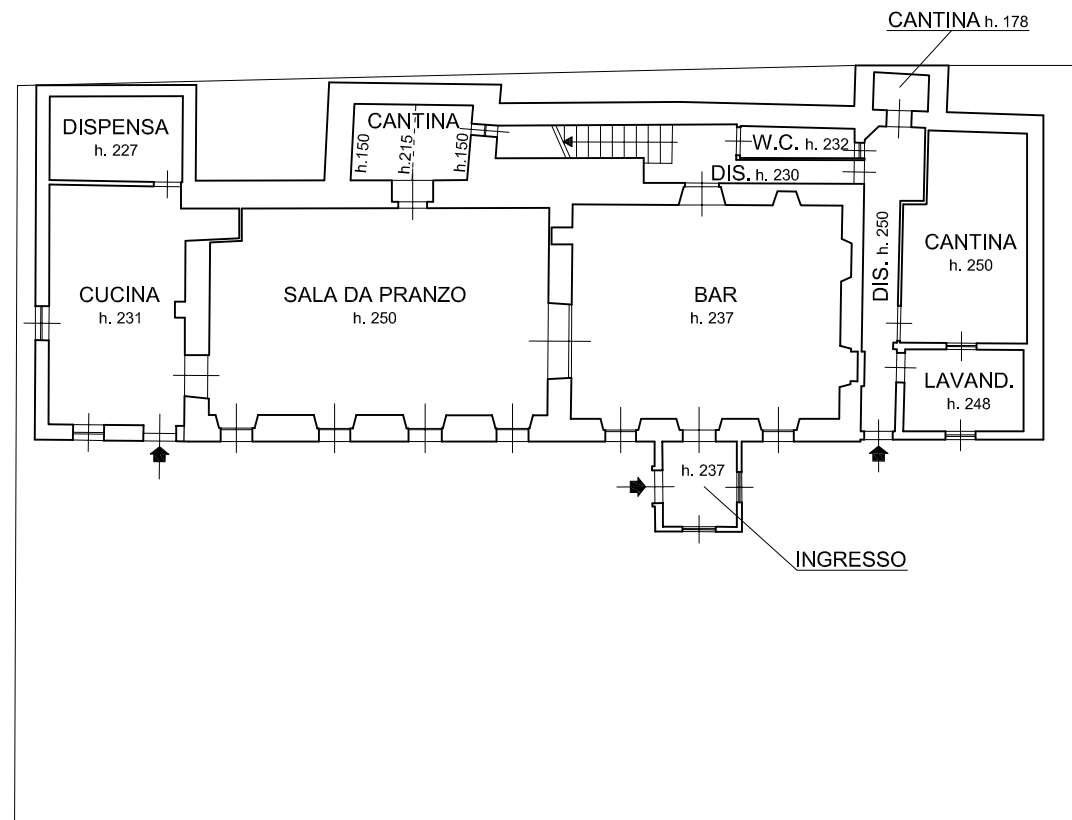 CANTINA h. 178
DISPENSA
h. 227
CANTINA
h.150
h.215
h.150
W.C. h. 232
DIS. h. 230
DIS. h. 250
CANTINA
h. 250
CUCINA
h. 231
SALA DA PRANZO
h. 250
BAR
h. 237
LAVAND.
h. 248
h. 237
INGRESSO